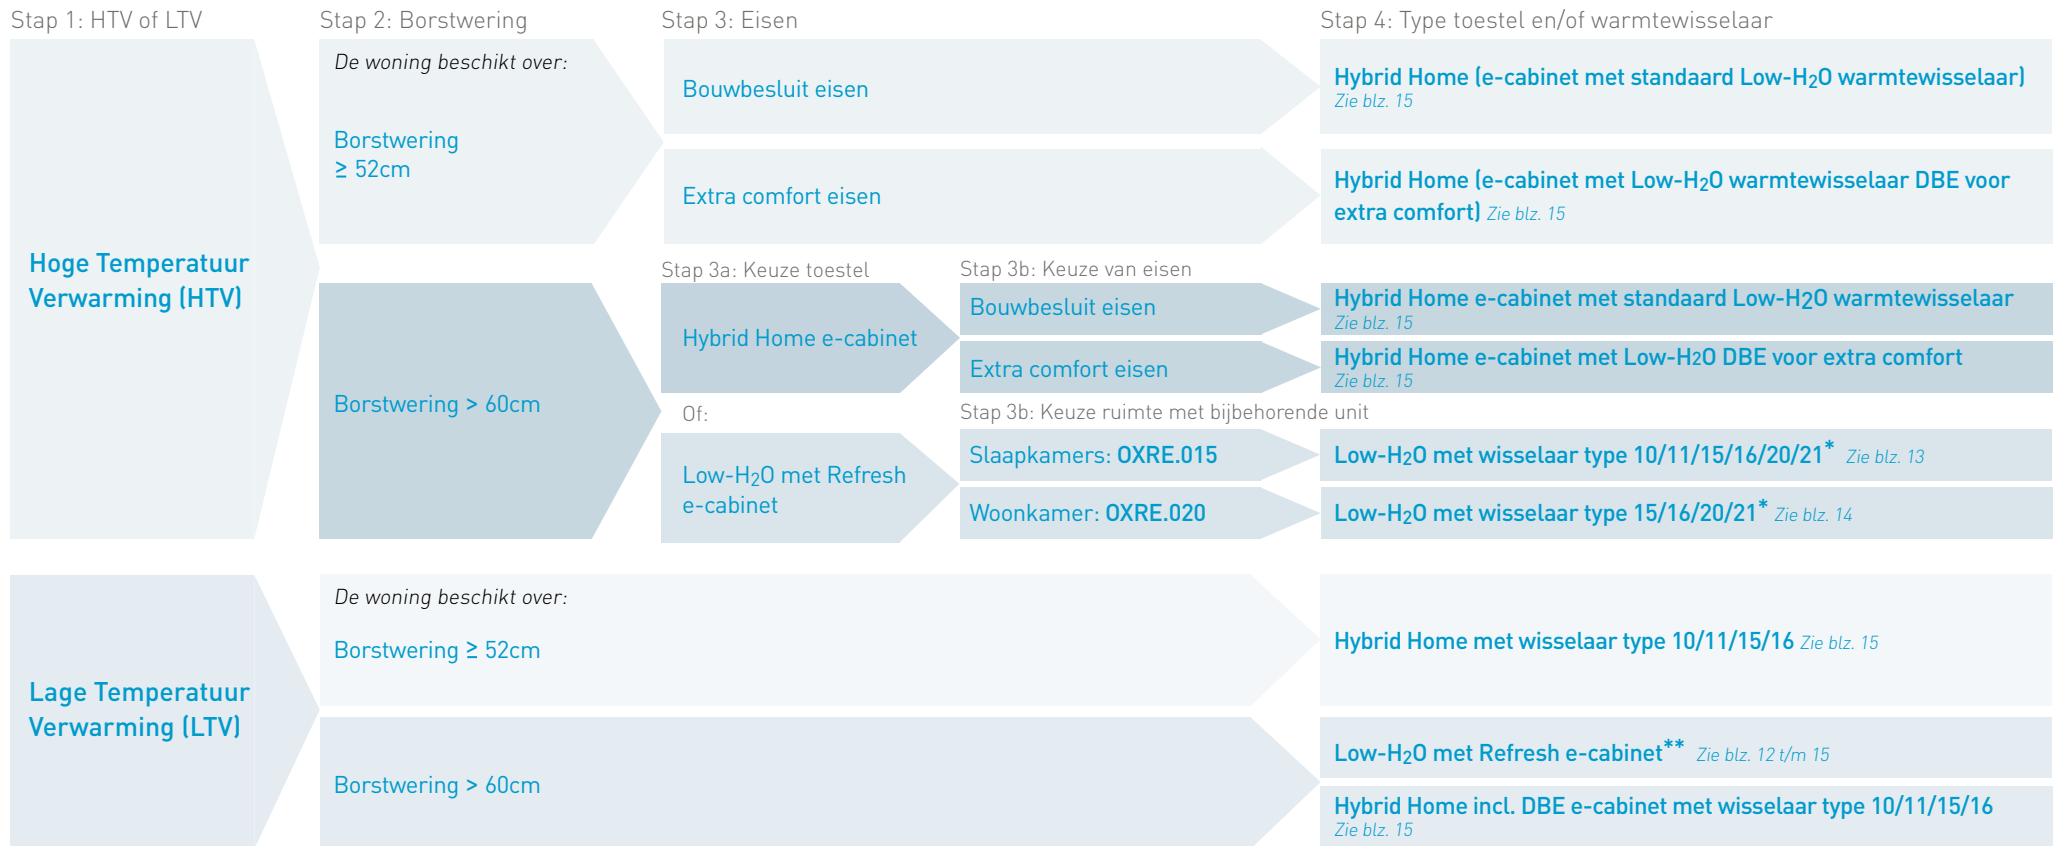 Stap 1: HTV of LTV
Stap 2: Borstwering
Stap 3: Eisen
Stap 4: Type toestel en/of warmtewisselaar
Hoge Temperatuur
Verwarming (HTV)
De woning beschikt over:
Borstwering
≥ 52cm
Bouwbesluit eisen
Hybrid Home (e-cabinet met standaard Low-H2O warmtewisselaar)
Zie blz. 15
Extra comfort eisen
Hybrid Home (e-cabinet met Low-H2O warmtewisselaar DBE voor
extra comfort) Zie blz. 15
Borstwering > 60cm
Stap 3a: Keuze toestel
Stap 3b: Keuze van eisen
Hybrid Home e-cabinet
Bouwbesluit eisen
Hybrid Home e-cabinet met standaard Low-H2O warmtewisselaar
Zie blz. 15
Extra comfort eisen
Hybrid Home e-cabinet met Low-H2O DBE voor extra comfort
Zie blz. 15
Of:
Stap 3b: Keuze ruimte met bijbehorende unit
Low-H2O met Refresh
e-cabinet
Slaapkamers: OXRE.015
Low-H2O met wisselaar type 10/11/15/16/20/21* Zie blz. 13
Woonkamer: OXRE.020
Low-H2O met wisselaar type 15/16/20/21* Zie blz. 14
Lage Temperatuur
Verwarming (LTV)
De woning beschikt over:
Borstwering ≥ 52cm
Hybrid Home met wisselaar type 10/11/15/16 Zie blz. 15
Borstwering > 60cm
Low-H2O met Refresh e-cabinet** Zie blz. 12 t/m 15
Hybrid Home incl. DBE e-cabinet met wisselaar type 10/11/15/16
Zie blz. 15